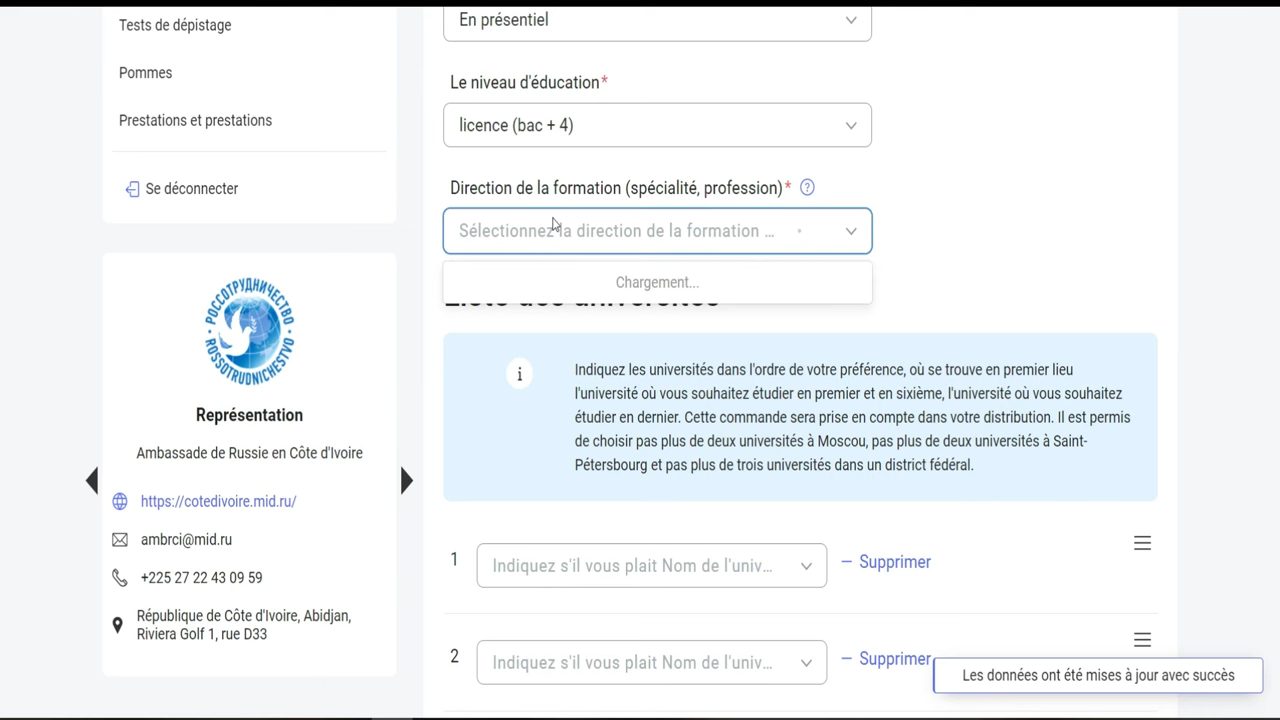 Tests de dépistage
Pommes
Prestations et prestations
Se déconnecter
РОССОТРУДНИЧЕСТВО
ROSSOTRUDNICHESTVO
Représentation
Ambassade de Russie en Côte d'Ivoire
https://cotedivoire.mid.ru/
ambrci@mid.ru
+225 27 22 43 09 59
République de Côte d'Ivoire, Abidjan,
Riviera Golf 1, rue D33
En présentiel
Le niveau d'éducation*
licence (bac + 4)
Direction de la formation (spécialité, profession)* ?
Sélectionnez la direction de la formation ...
Chargement...
Liste des universités
i
Indiquez les universités dans l'ordre de votre préférence, où se trouve en premier lieu
l'université où vous souhaitez étudier en premier et en sixième, l'université où vous souhaitez
étudier en dernier. Cette commande sera prise en compte dans votre distribution. Il est permis
de choisir pas plus de deux universités à Moscou, pas plus de deux universités à Saint-
Pétersbourg et pas plus de trois universités dans un district fédéral.
1 Indiquez s'il vous plait Nom de l'univ... — Supprimer
2 Indiquez s'il vous plait Nom de l'univ... — Supprimer
Les données ont été mises à jour avec succès